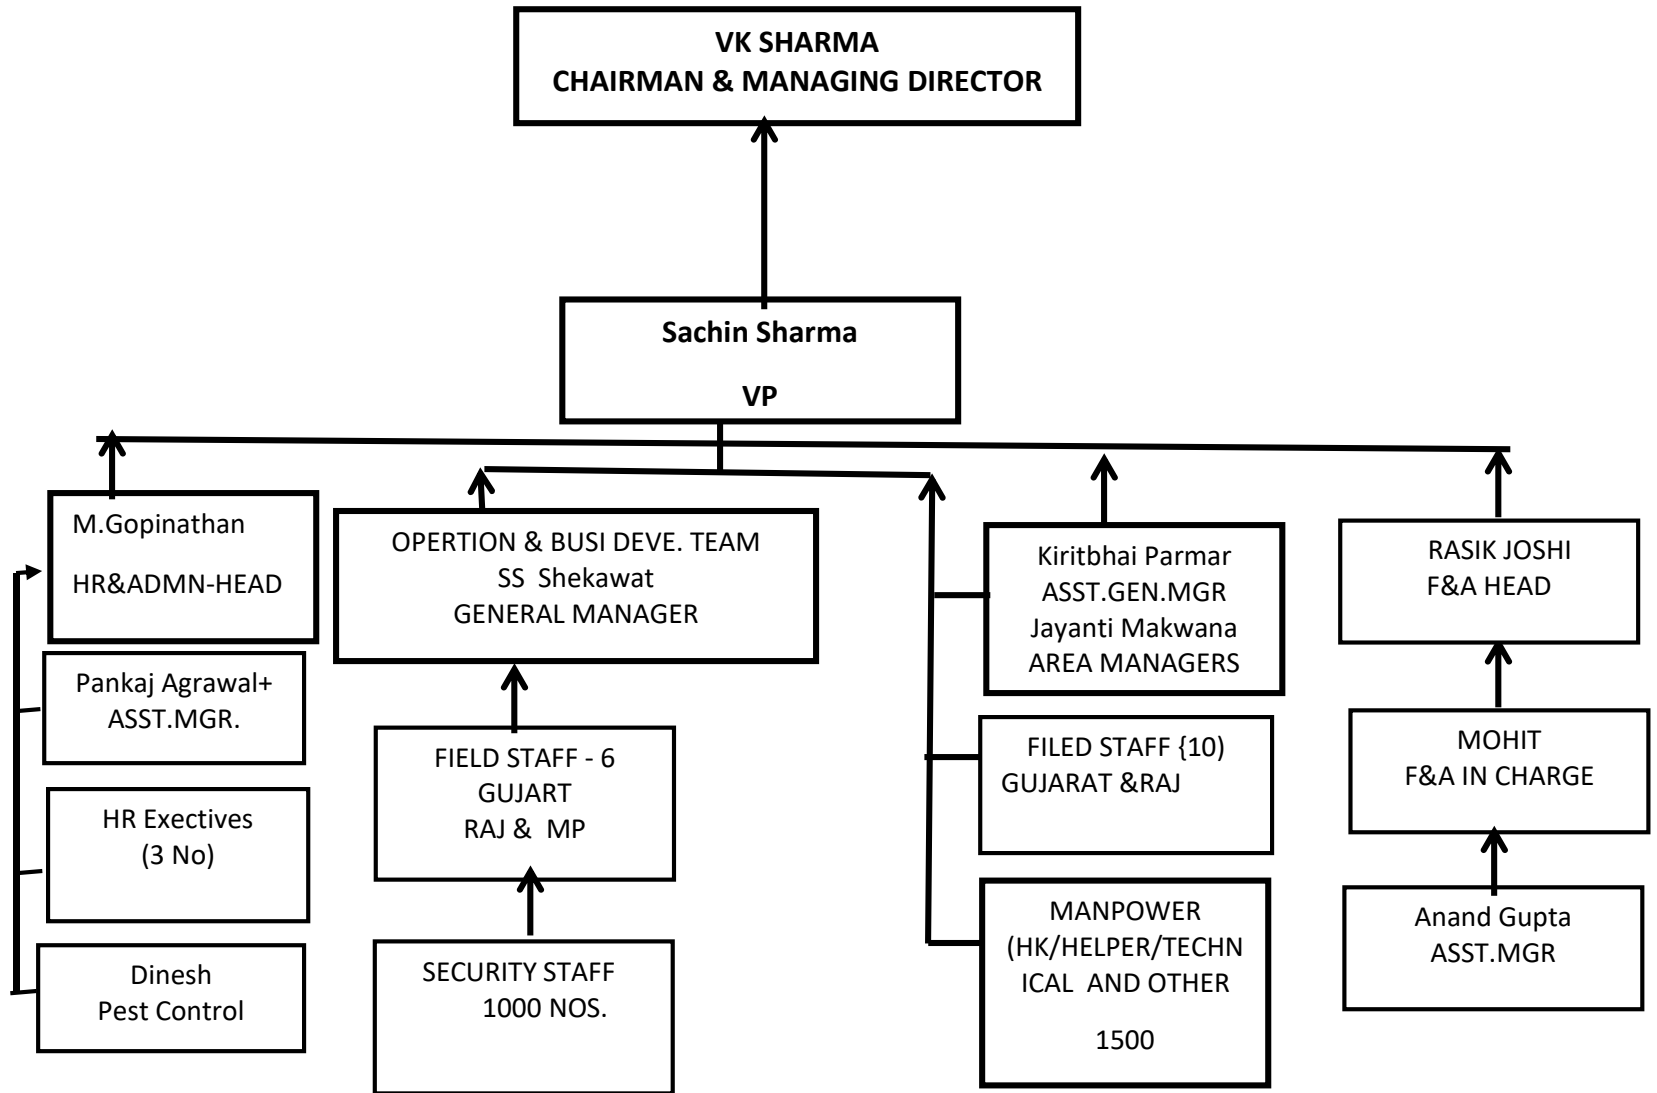 VK SHARMA
CHAIRMAN & MANAGING DIRECTOR
Sachin Sharma
VP
M.Gopinathan
HR&ADMN-HEAD
Pankaj Agrawal+
ASST.MGR.
HR Exectives
(3 No)
Dinesh
Pest Control
OPERTION & BUSI DEVE. TEAM
SS Shekawat
GENERAL MANAGER
FIELD STAFF - 6
GUJART
RAJ & MP
SECURITY STAFF
1000 NOS.
Kiritbhai Parmar
ASST.GEN.MGR
Jayanti Makwana
AREA MANAGERS
FILED STAFF {10)
GUJARAT &RAJ
MANPOWER
(HK/HELPER/TECHN
ICAL AND OTHER
1500
RASIK JOSHI
F&A HEAD
MOHIT
F&A IN CHARGE
Anand Gupta
ASST.MGR